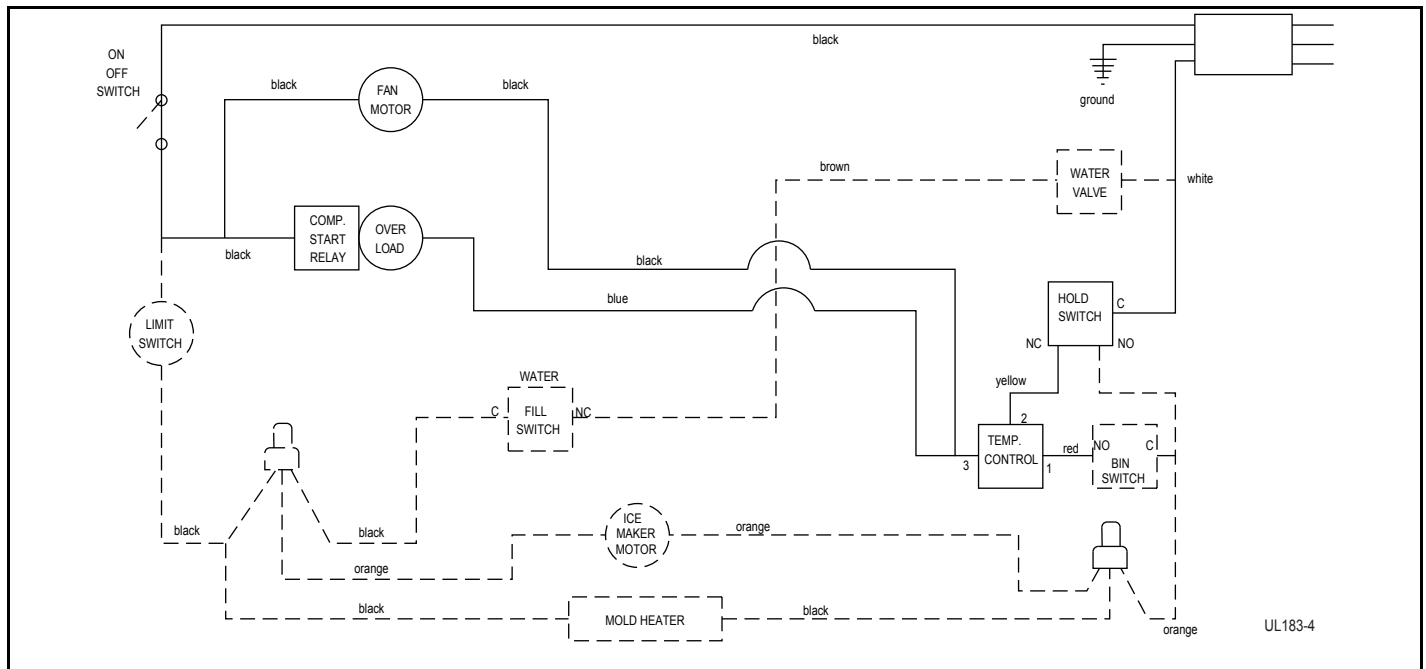 black
ON
OFF
SWITCH
black
FAN
MOTOR
black
ground
brown
WATER
VALVE
white
COMP.
START
RELAY
OVER
LOAD
black
black
blue
HOLD
SWITCH
C
NC
NO
LIMIT
SWITCH
yellow
2
WATER
C
FILL
SWITCH
NC
TEMP.
CONTROL
3
1
red
NO
C
BIN
SWITCH
black
black
orange
ICE
MAKER
MOTOR
orange
black
MOLD HEATER
black
orange
UL183-4